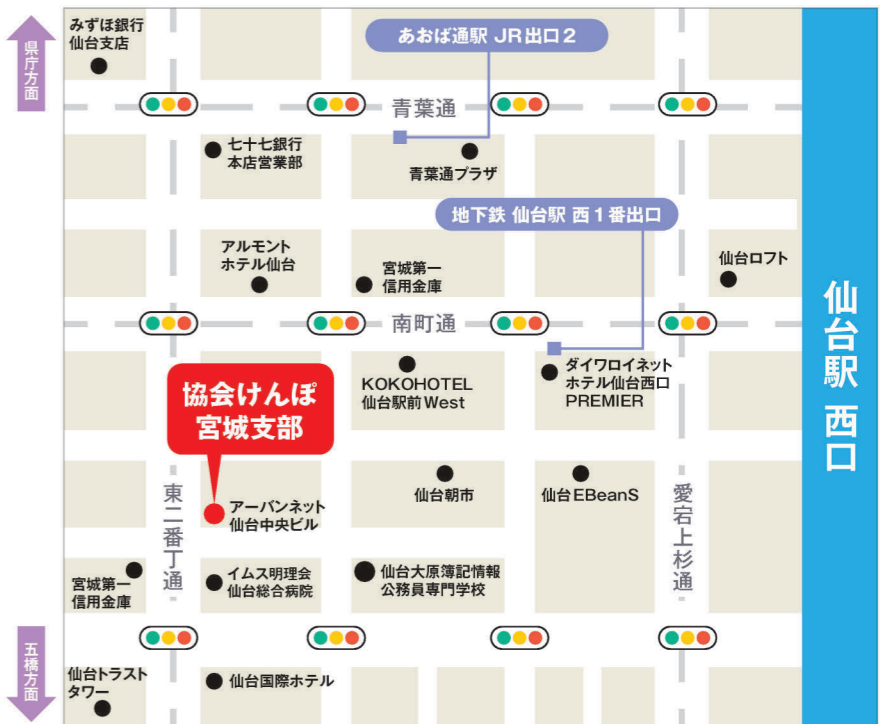 みずほ銀行
仙台支店
県庁方面
あおば通駅 JR出口2
青葉通
七十七銀行
本店営業部
青葉通プラザ
地下鉄 仙台駅 西1番出口
アルモント
ホテル仙台
宮城第一
信用金庫
仙台ロフト
仙台駅 西口
南町通
KOKOHOTEL
仙台駅前West
ダイワロイネット
ホテル仙台西口
PREMIER
協会けんぽ
宮城支部
東二番丁通
アーバンネット
仙台中央ビル
仙台朝市
仙台EBeanS
愛宕上杉通
宮城第一
信用金庫
イムス明理会
仙台総合病院
仙台大原簿記情報
公務員専門学校
五橋方面
仙台トラスト
タワー
仙台国際ホテル